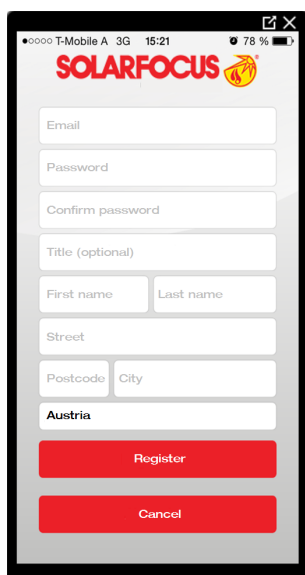 ●○○○○ T-Mobile A 3G 15:21 78 %
SOLARFOCUS
Email
Password
Confirm password
Title (optional)
First name Last name
Street
Postcode City
Austria
Register
Cancel